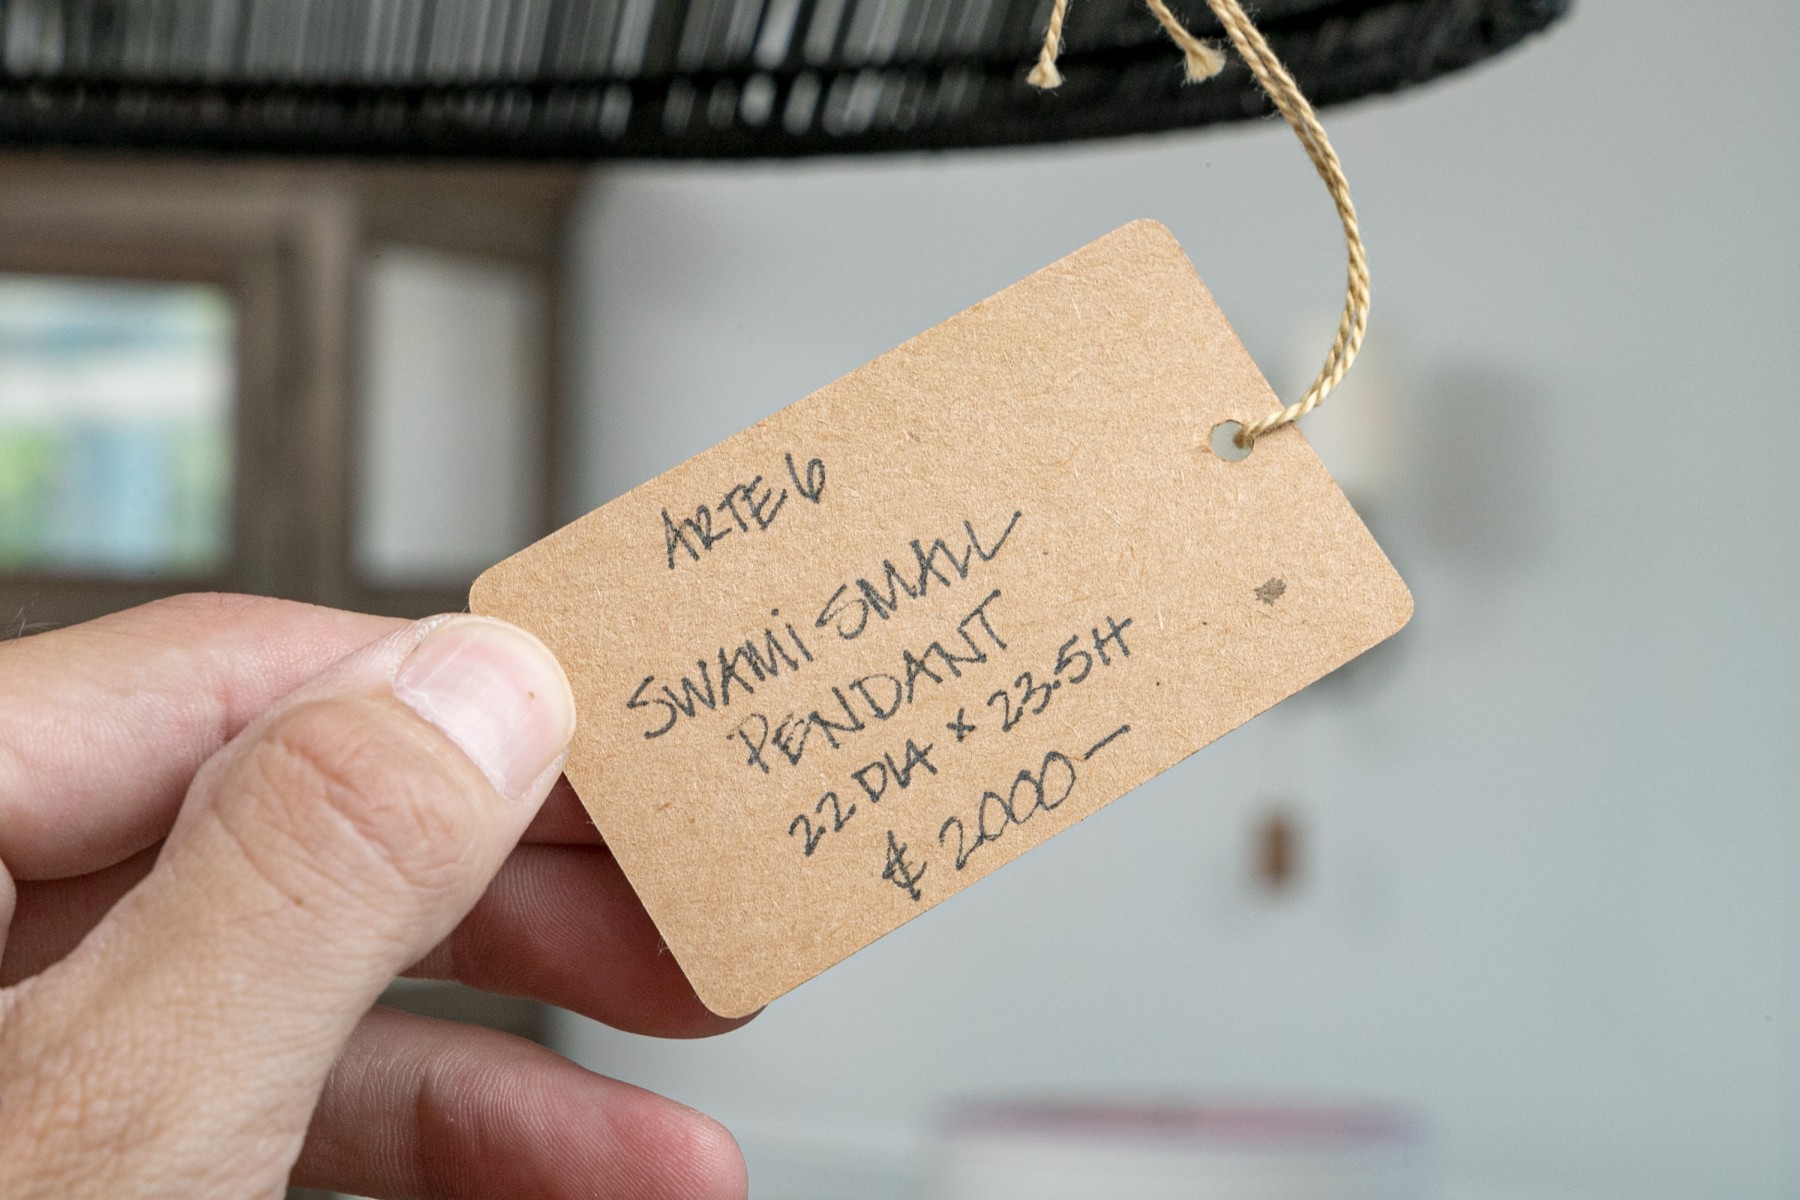 ARTE 6
SWAMi SMALL
PENDANT
22 DIA x 23.5H
₡ 2000—